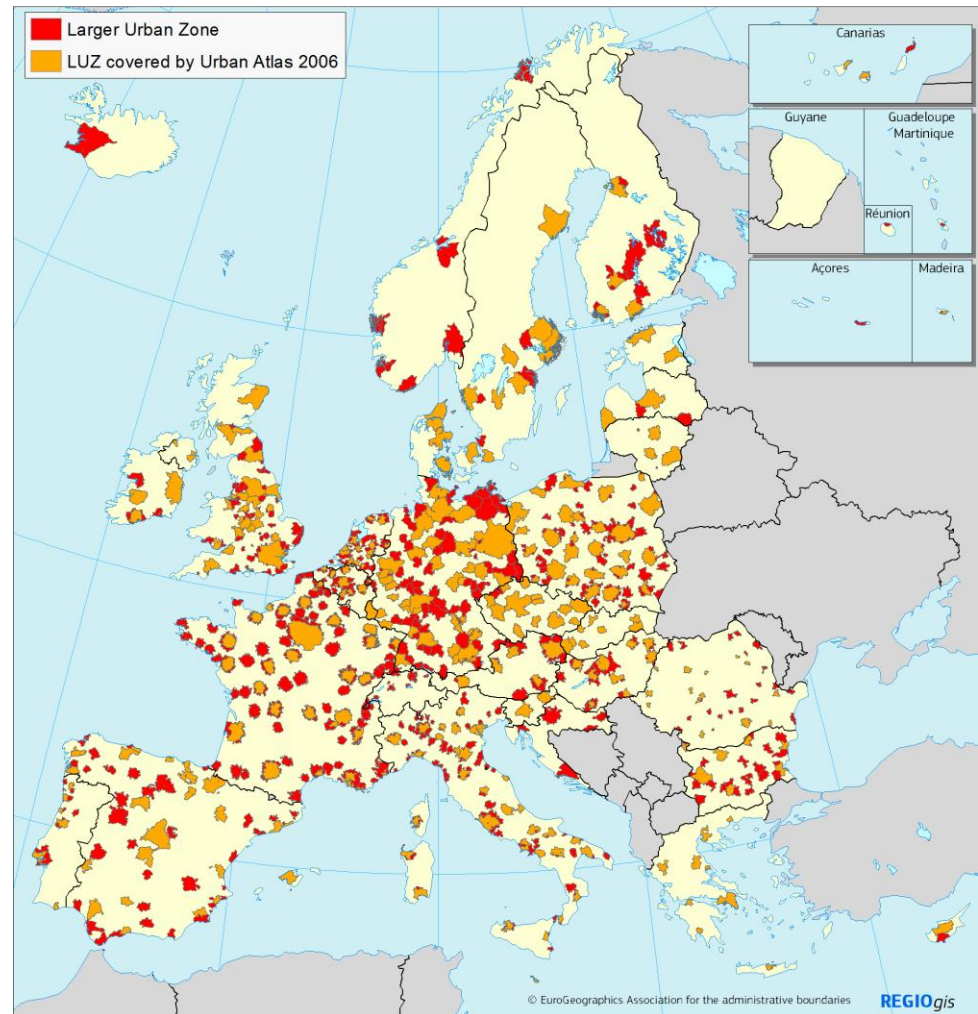 Larger Urban Zone
LUZ covered by Urban Atlas 2006
Canarias
Guyane
Guadeloupe
Martinique
Réunion
Açores
Madeira
© EuroGeographics Association for the administrative boundaries
REGIOgis